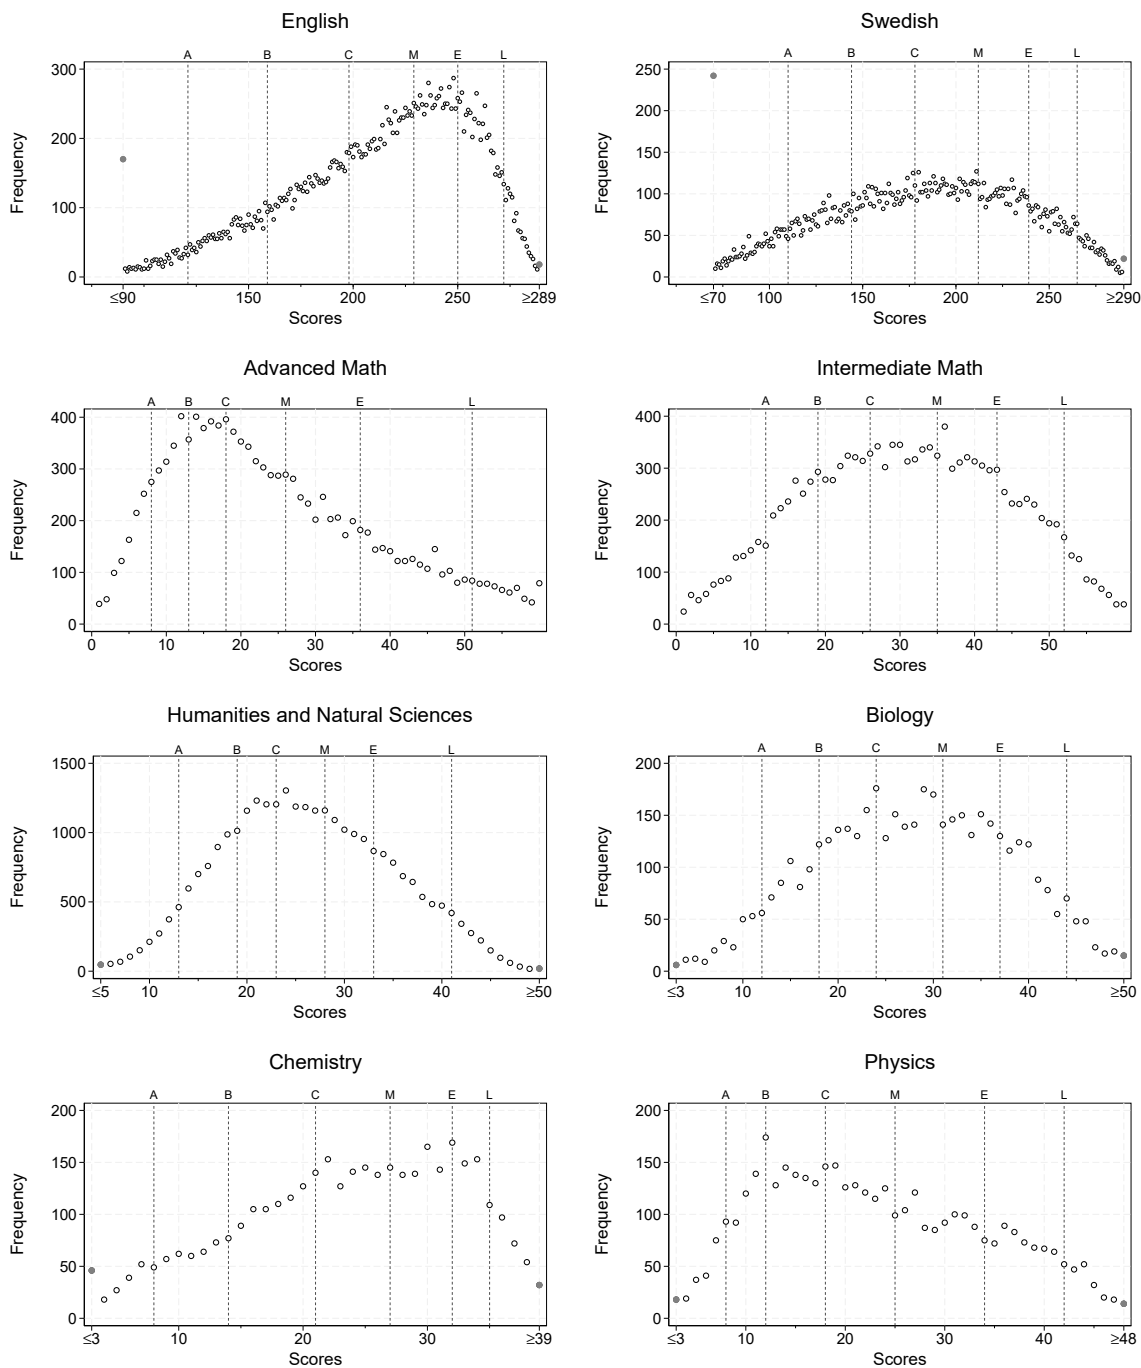 English
A B C M E L
300
200
100
0
Frequency
≤90 150 200 250 ≥289
Scores
Swedish
A B C M E L
250
200
150
100
50
0
Frequency
≤70 100 150 200 250 ≥290
Scores
Advanced Math
A B C M E L
400
300
200
100
0
Frequency
0 10 20 30 40 50
Scores
Intermediate Math
A B C M E L
400
300
200
100
0
Frequency
0 10 20 30 40 50
Scores
Humanities and Natural Sciences
A B C M E L
1500
1000
500
0
Frequency
≤5 10 20 30 40 ≥50
Scores
Biology
A B C M E L
200
150
100
50
0
Frequency
≤3 10 20 30 40 ≥50
Scores
Chemistry
A B C M E L
200
150
100
50
0
Frequency
≤3 10 20 30 ≥39
Scores
Physics
A B C M E L
200
150
100
50
0
Frequency
≤3 10 20 30 40 ≥48
Scores